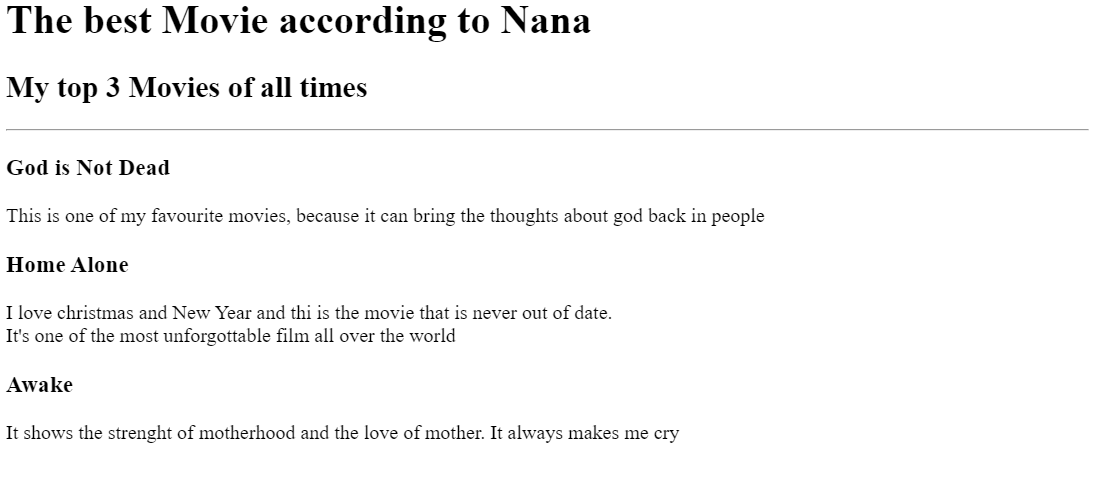 The best Movie according to Nana
My top 3 Movies of all times
God is Not Dead
This is one of my favourite movies, because it can bring the thoughts about god back in people
Home Alone
I love christmas and New Year and thi is the movie that is never out of date.
It's one of the most unforgottable film all over the world
Awake
It shows the strenght of motherhood and the love of mother. It always makes me cry